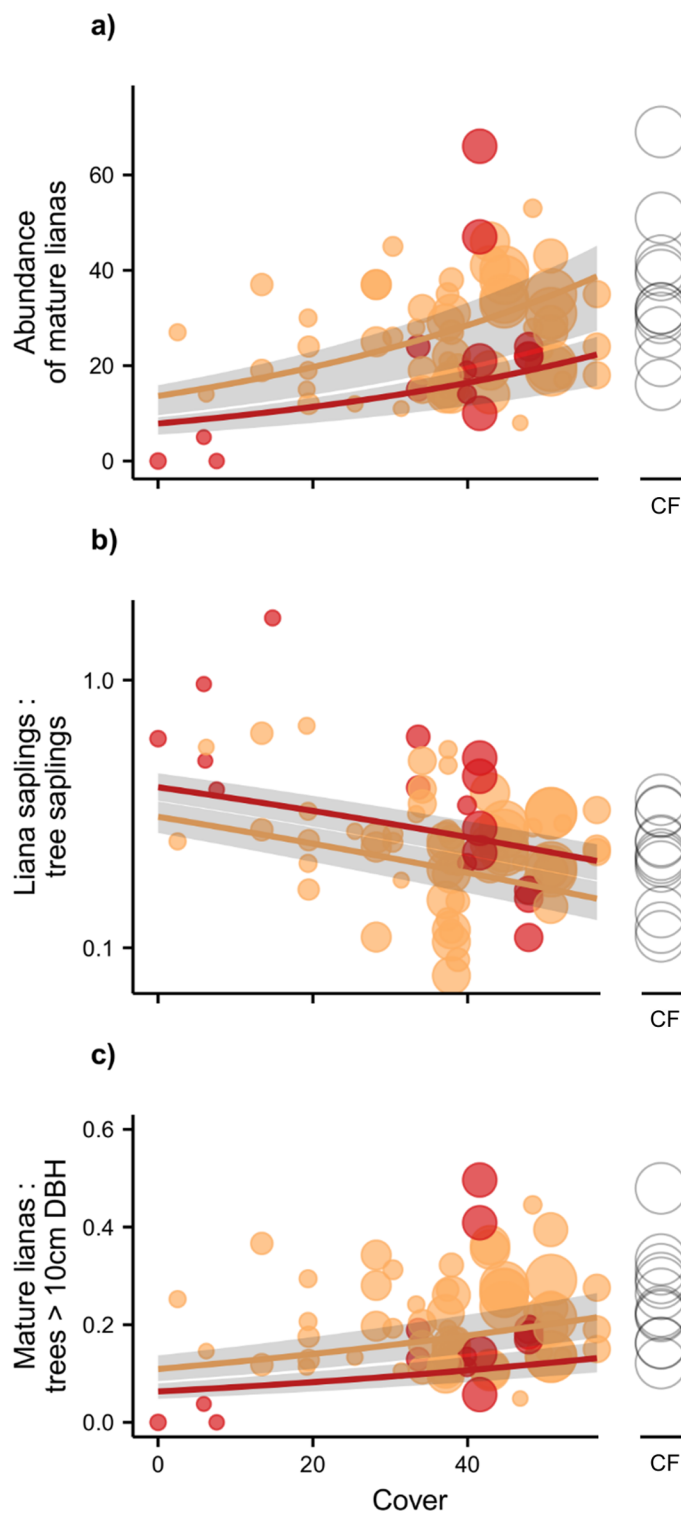 a)
60
40
20
0
Abundance
of mature lianas
CF
b)
1.0
0.1
Liana saplings :
tree saplings
CF
c)
0.6
0.4
0.2
0.0
Mature lianas :
trees > 10cm DBH
0 20 40
CF
Cover